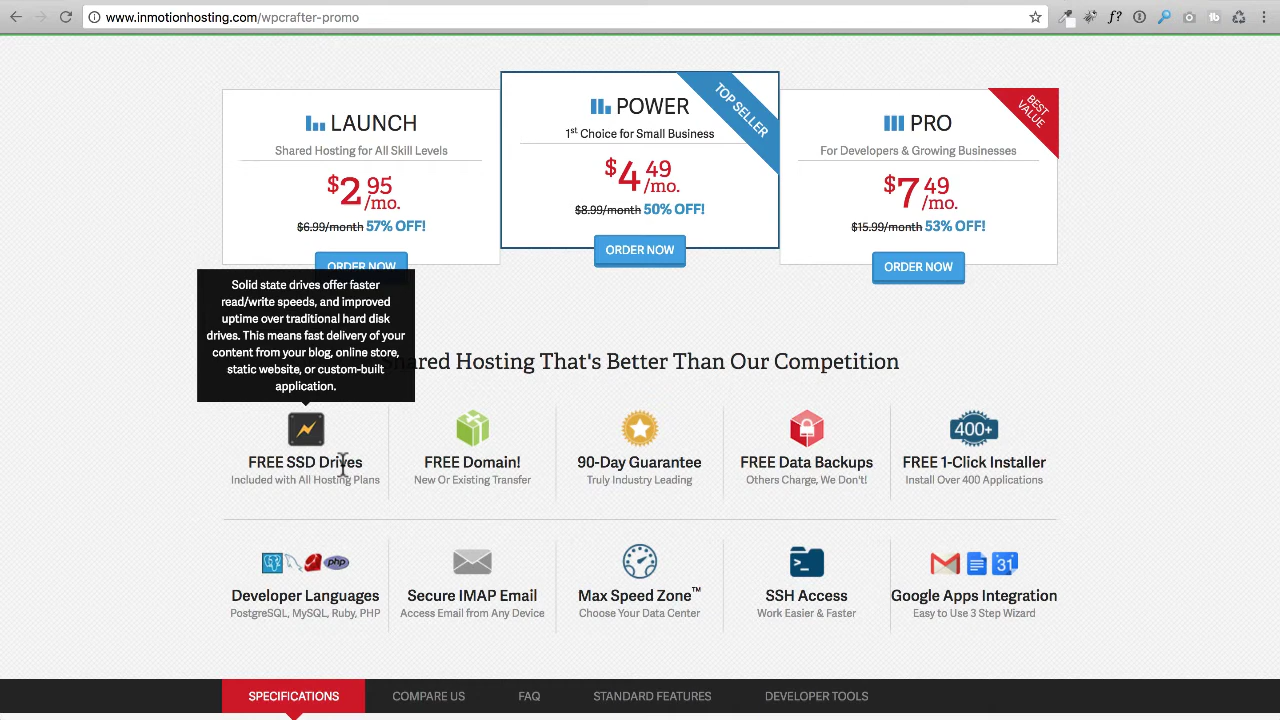 www.inmotionhosting.com/wpcrafter-promo
LAUNCH
Shared Hosting for All Skill Levels
$2 95 /mo.
$6.99/month 57% OFF!
ORDER NOW
POWER
TOP SELLER
1st Choice for Small Business
$4 49 /mo.
$8.99/month 50% OFF!
ORDER NOW
PRO
BEST VALUE
For Developers & Growing Businesses
$7 49 /mo.
$15.99/month 53% OFF!
ORDER NOW
Solid state drives offer faster
read/write speeds, and improved
uptime over traditional hard disk
drives. This means fast delivery of your
content from your blog, online store,
static website, or custom-built
application.
hared Hosting That's Better Than Our Competition
FREE SSD Drives
Included with All Hosting Plans
FREE Domain!
New Or Existing Transfer
90-Day Guarantee
Truly Industry Leading
FREE Data Backups
Others Charge, We Don't!
400+
FREE 1-Click Installer
Install Over 400 Applications
php
Developer Languages
PostgreSQL, MySQL, Ruby, PHP
Secure IMAP Email
Access Email from Any Device
Max Speed Zone™
Choose Your Data Center
SSH Access
Work Easier & Faster
31
Google Apps Integration
Easy to Use 3 Step Wizard
SPECIFICATIONS COMPARE US FAQ STANDARD FEATURES DEVELOPER TOOLS